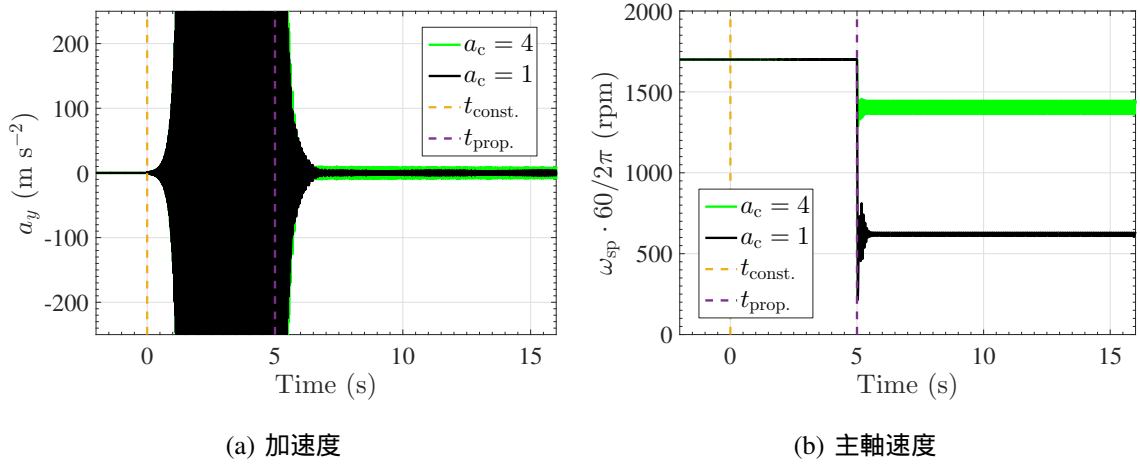 200
100
0
-100
-200
a_y (m s⁻²)
0
5
10
15
Time (s)
a_c = 4
a_c = 1
t_const.
t_prop.
(a) 加速度
2000
1500
1000
500
0
ω_sp · 60/2π (rpm)
0
5
10
15
Time (s)
a_c = 4
a_c = 1
t_const.
t_prop.
(b) 主軸速度